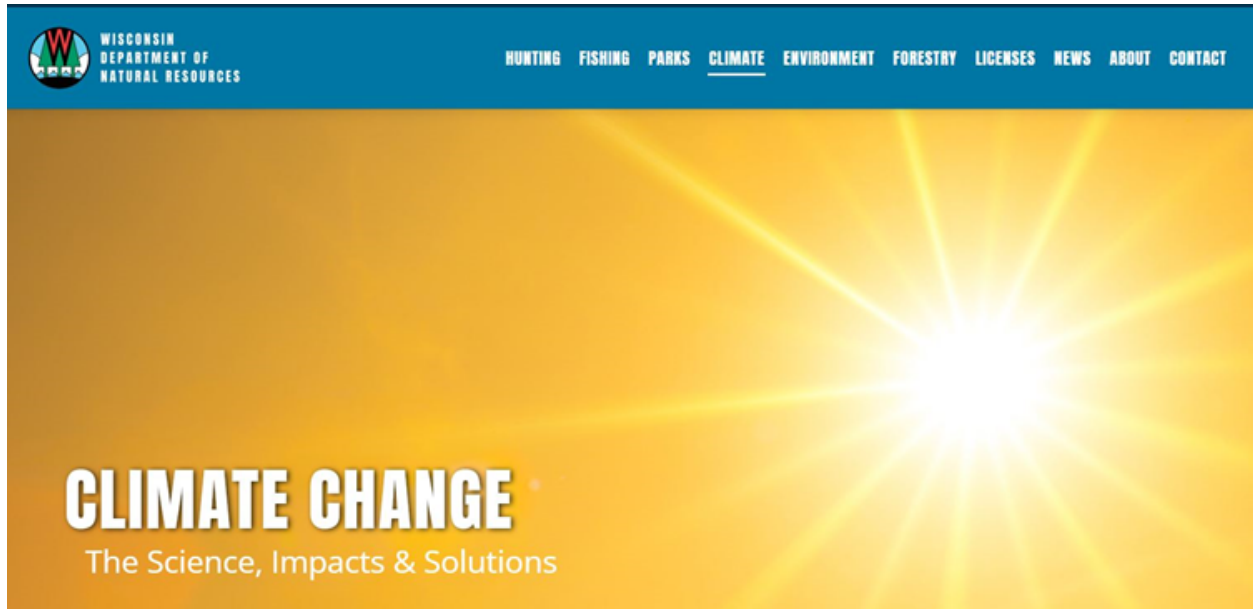 WISCONSIN
DEPARTMENT OF
NATURAL RESOURCES
HUNTING FISHING PARKS CLIMATE ENVIRONMENT FORESTRY LICENSES NEWS ABOUT CONTACT
W
CLIMATE CHANGE
The Science, Impacts & Solutions